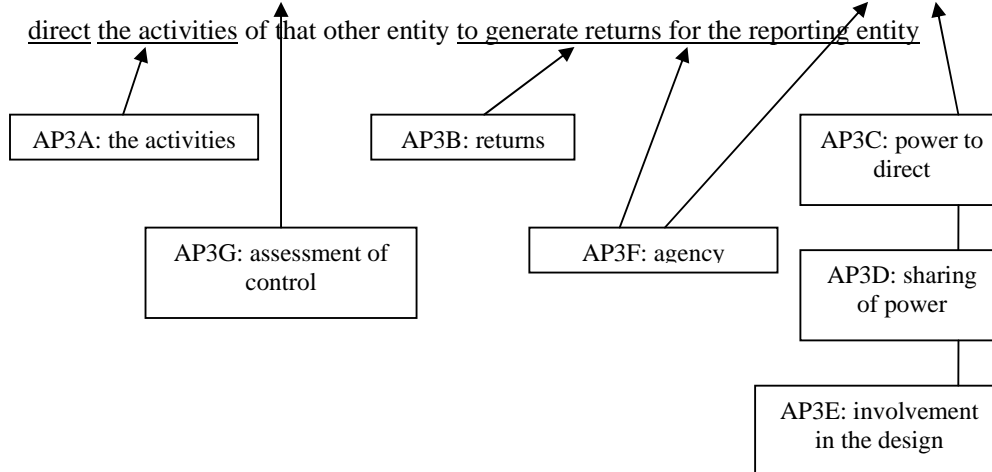 direct the activities of that other entity to generate returns for the reporting entity
AP3A: the activities
AP3B: returns
AP3C: power to
direct
AP3G: assessment of
control
AP3F: agency
AP3D: sharing
of power
AP3E: involvement
in the design